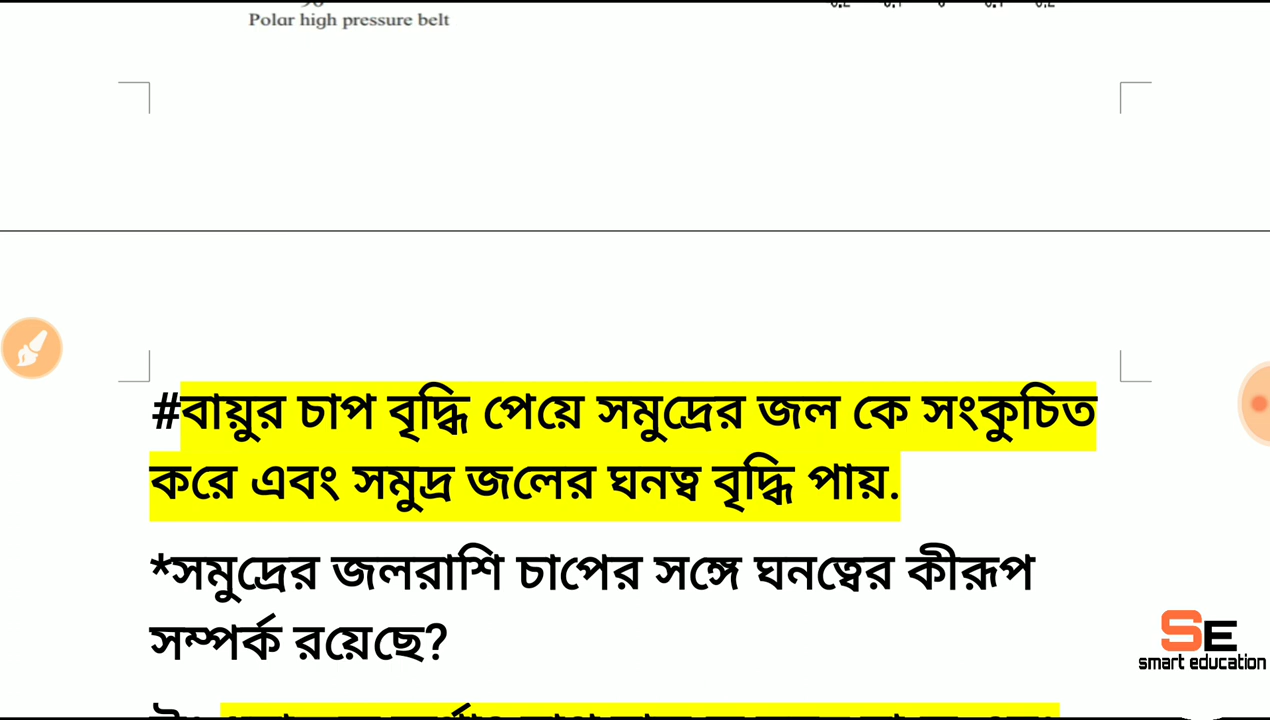 Polar high pressure belt
#বায়ুর চাপ বৃদ্ধি পেয়ে সমুদ্রের জল কে সংকুচিত
করে এবং সমুদ্র জলের ঘনত্ব বৃদ্ধি পায়.
*সমুদ্রের জলরাশি চাপের সঙ্গে ঘনত্বের কীরূপ
সম্পর্ক রয়েছে?
SE
smart education